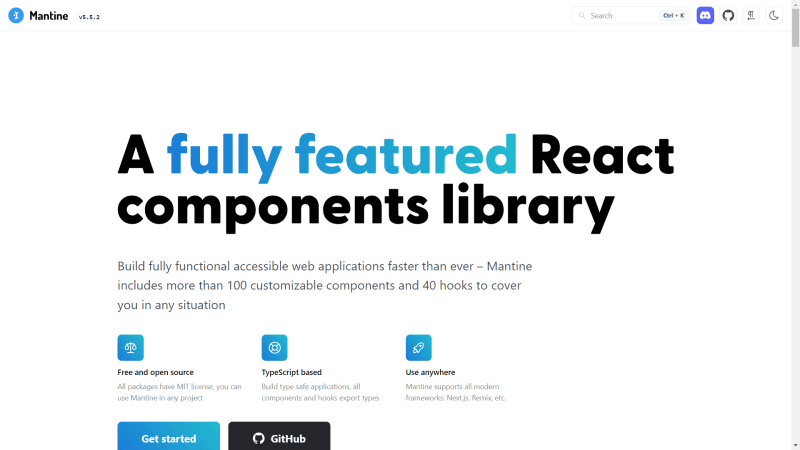 Mantine v5.5.2
Search Ctrl + K
A fully featured React
components library
Build fully functional accessible web applications faster than ever – Mantine
includes more than 100 customizable components and 40 hooks to cover
you in any situation
Free and open source
All packages have MIT license, you can
use Mantine in any project
TypeScript based
Build type safe applications, all
components and hooks export types
Use anywhere
Mantine supports all modern
frameworks: Next.js, Remix, etc.
Get started
GitHub